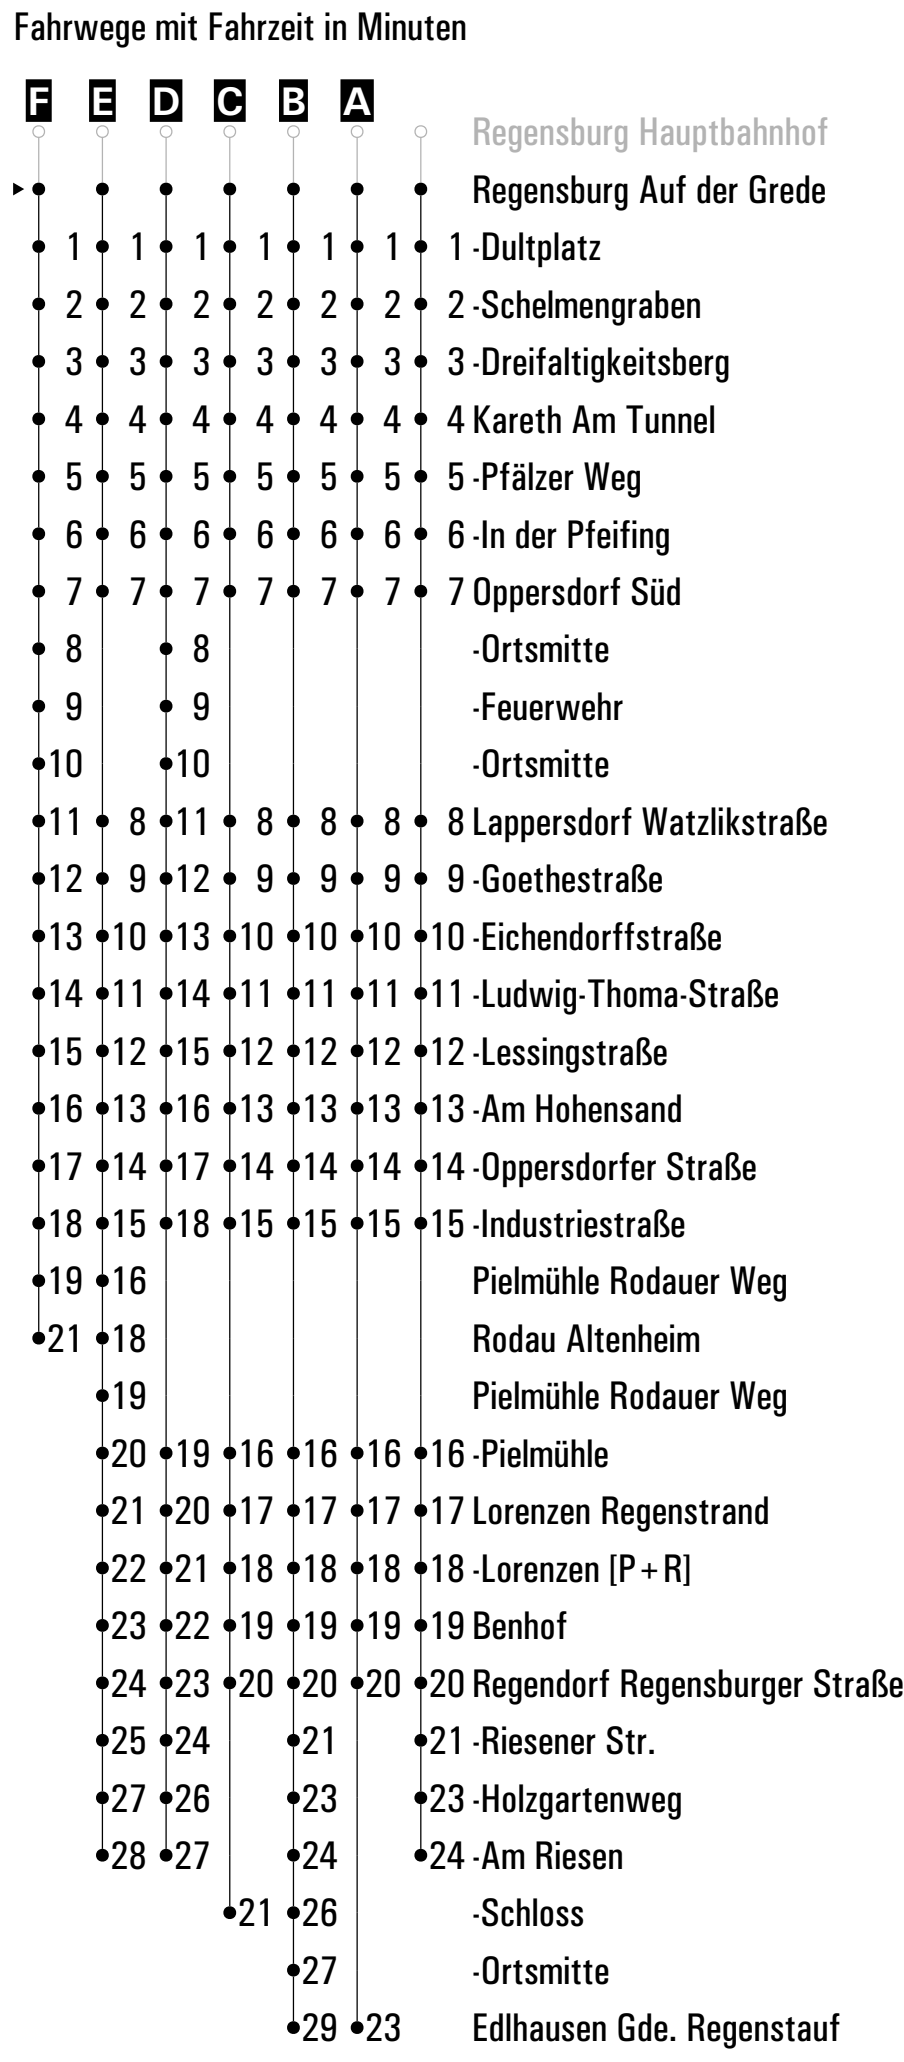 Fahrwege mit Fahrzeit in Minuten
F E D C B A
Regensburg Hauptbahnhof
Regensburg Auf der Grede
1 1 1 1 1 1 1 -Dultplatz
2 2 2 2 2 2 2 -Schelmengraben
3 3 3 3 3 3 3 -Dreifaltigkeitsberg
4 4 4 4 4 4 4 Kareth Am Tunnel
5 5 5 5 5 5 5 -Pfälzer Weg
6 6 6 6 6 6 6 -In der Pfeifing
7 7 7 7 7 7 7 Oppersdorf Süd
8 8 -Ortsmitte
9 9 -Feuerwehr
10 10 -Ortsmitte
11 8 11 8 8 8 8 Lappersdorf Watzlikstraße
12 9 12 9 9 9 9 -Goethestraße
13 10 13 10 10 10 10 -Eichendorffstraße
14 11 14 11 11 11 11 -Ludwig-Thoma-Straße
15 12 15 12 12 12 12 -Lessingstraße
16 13 16 13 13 13 13 -Am Hohensand
17 14 17 14 14 14 14 -Oppersdorfer Straße
18 15 18 15 15 15 15 -Industriestraße
19 16 Pielmühle Rodauer Weg
21 18 Rodau Altenheim
19 Pielmühle Rodauer Weg
20 19 16 16 16 16 -Pielmühle
21 20 17 17 17 17 Lorenzen Regenstrand
22 21 18 18 18 18 -Lorenzen [P+R]
23 22 19 19 19 19 Benhof
24 23 20 20 20 20 Regendorf Regensburger Straße
25 24 21 21 -Riesener Str.
27 26 23 23 -Holzgartenweg
28 27 24 24 -Am Riesen
21 26 -Schloss
27 -Ortsmitte
29 23 Edlhausen Gde. Regenstauf